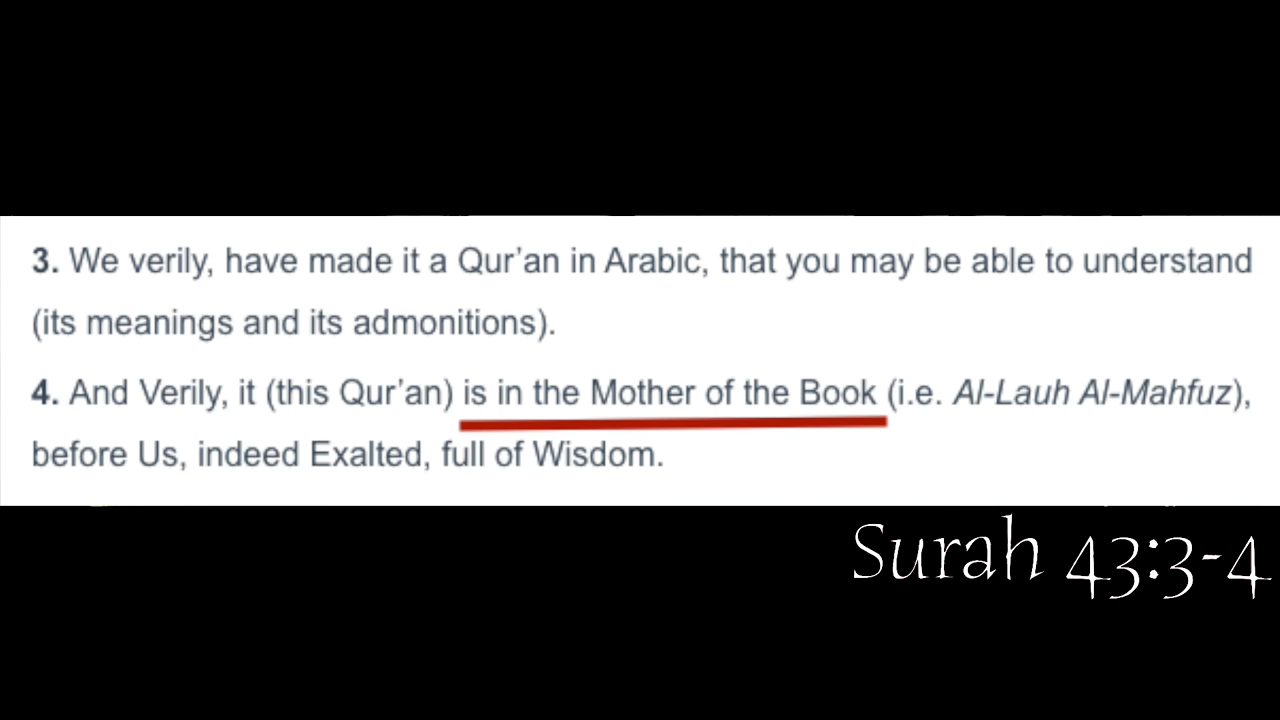 3. We verily, have made it a Qur’an in Arabic, that you may be able to understand
(its meanings and its admonitions).
4. And Verily, it (this Qur’an) is in the Mother of the Book (i.e. Al-Lauh Al-Mahfuz),
before Us, indeed Exalted, full of Wisdom.
Surah 43:3-4